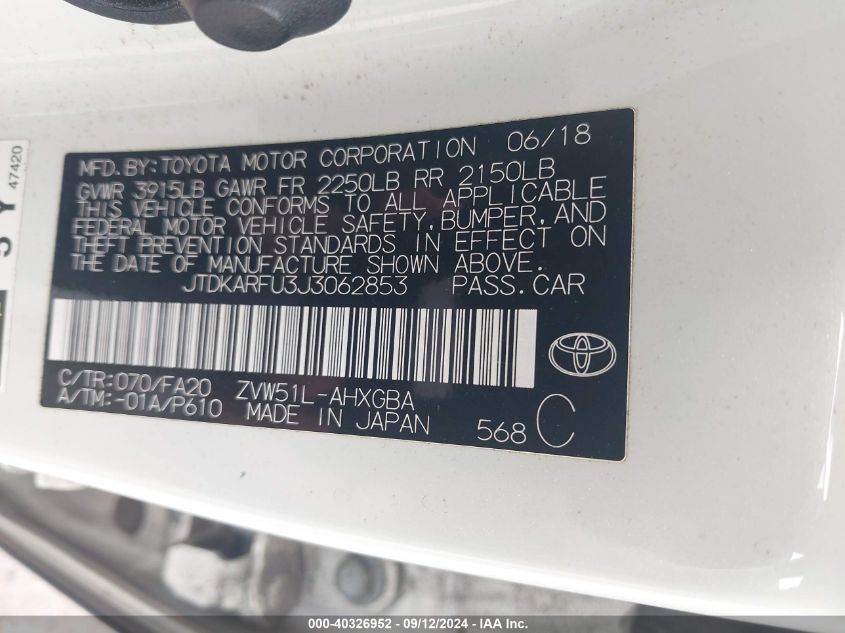 MFD.BY:TOYOTA MOTOR CORPORATION 06/18
GVWR 3915LB GAWR FR 2250LB RR 2150LB
THIS VEHICLE CONFORMS TO ALL APPLICABLE
FEDERAL MOTOR VEHICLE SAFETY,BUMPER,AND
THEFT PREVENTION STANDARDS IN EFFECT ON
THE DATE OF MANUFACTURE SHOWN ABOVE.
JTDKARFU3J3062853 PASS.CAR
C/TR:070/FA20 ZVW51L-AHXGBA
A/TM:-01A/P610 MADE IN JAPAN
568 C
47420
000-40326952 - 09/12/2024 - IAA Inc.